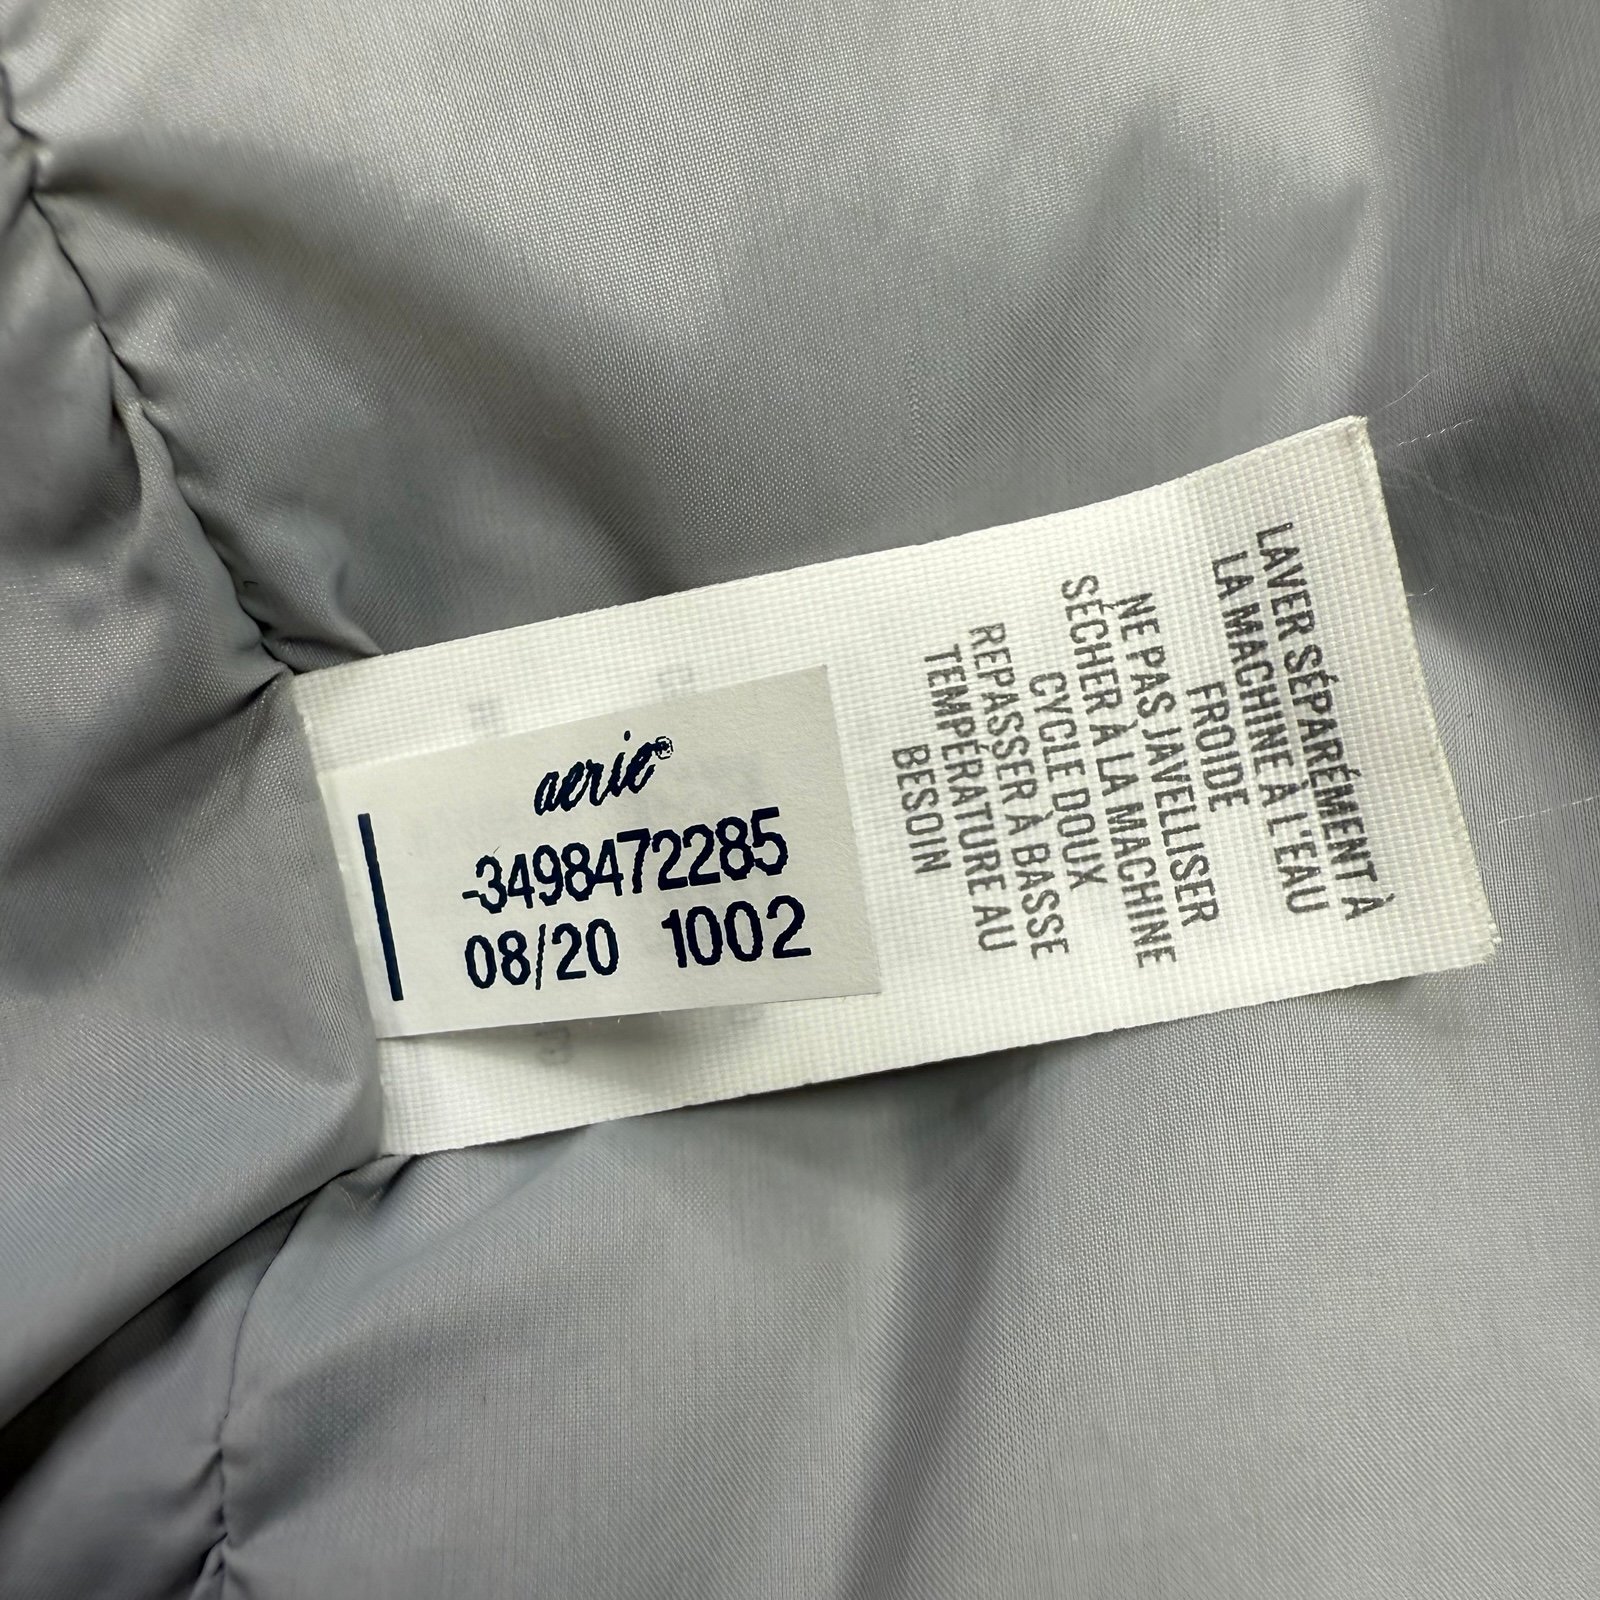 aerie®
-3498472285
08/20 1002
LAVER SÉPARÉMENT À
LA MACHINE À L'EAU
FROIDE
NE PAS JAVELLISER
SÉCHER À LA MACHINE
CYCLE DOUX
REPASSER À BASSE
TEMPÉRATURE AU
BESOIN